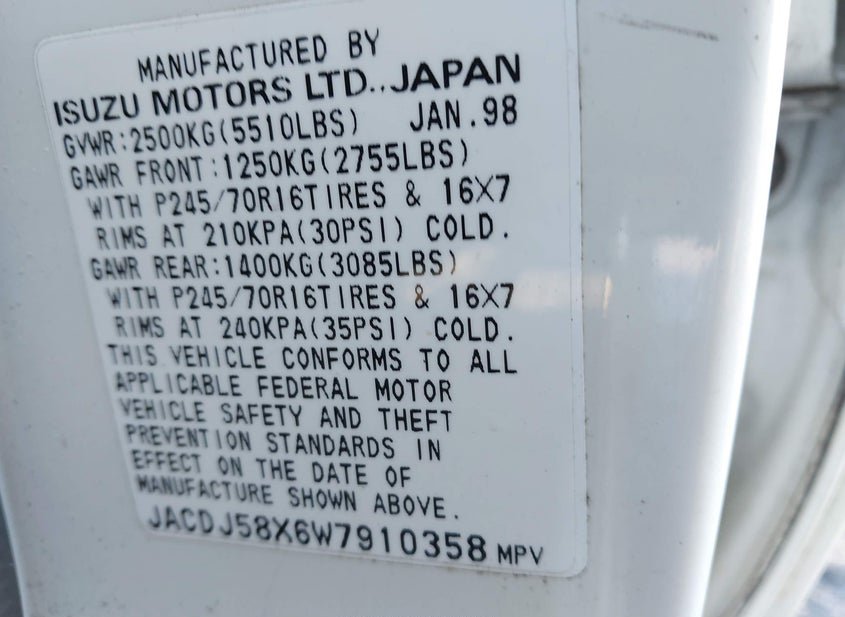 MANUFACTURED BY
ISUZU MOTORS LTD.,JAPAN
GVWR:2500KG(5510LBS) JAN.98
GAWR FRONT:1250KG(2755LBS)
WITH P245/70R16TIRES & 16X7
RIMS AT 210KPA(30PSI) COLD.
GAWR REAR:1400KG(3085LBS)
WITH P245/70R16TIRES & 16X7
RIMS AT 240KPA(35PSI) COLD.
THIS VEHICLE CONFORMS TO ALL
APPLICABLE FEDERAL MOTOR
VEHICLE SAFETY AND THEFT
PREVENTION STANDARDS IN
EFFECT ON THE DATE OF
MANUFACTURE SHOWN ABOVE.
JACDJ58X6W7910358 MPV